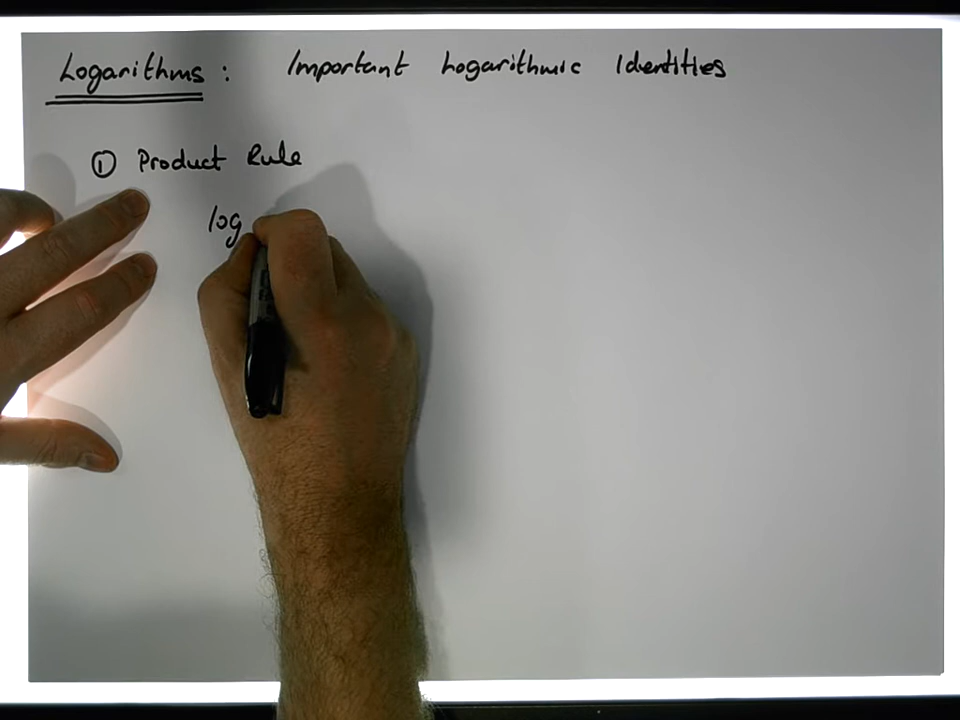 Logarithms : Important Logarithmic Identities
① Product Rule
log